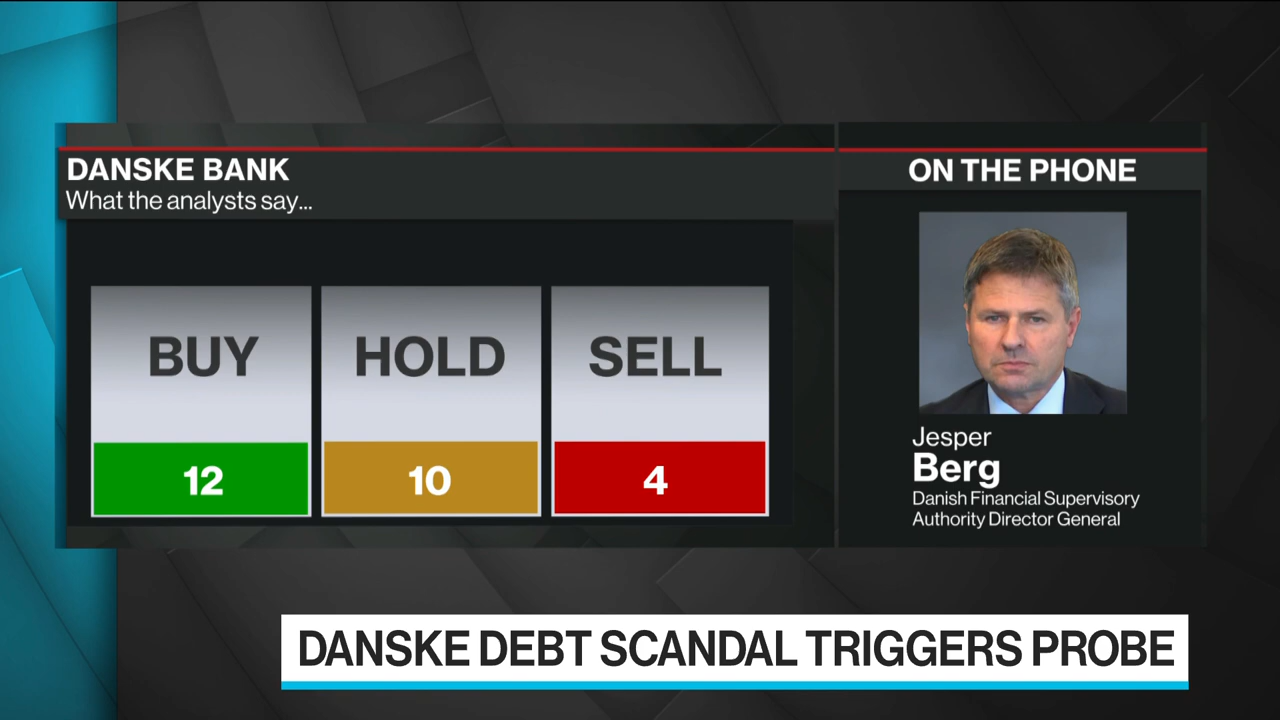 DANSKE BANK
What the analysts say...
BUY
HOLD
SELL
12
10
4
ON THE PHONE
Jesper
Berg
Danish Financial Supervisory
Authority Director General
DANSKE DEBT SCANDAL TRIGGERS PROBE